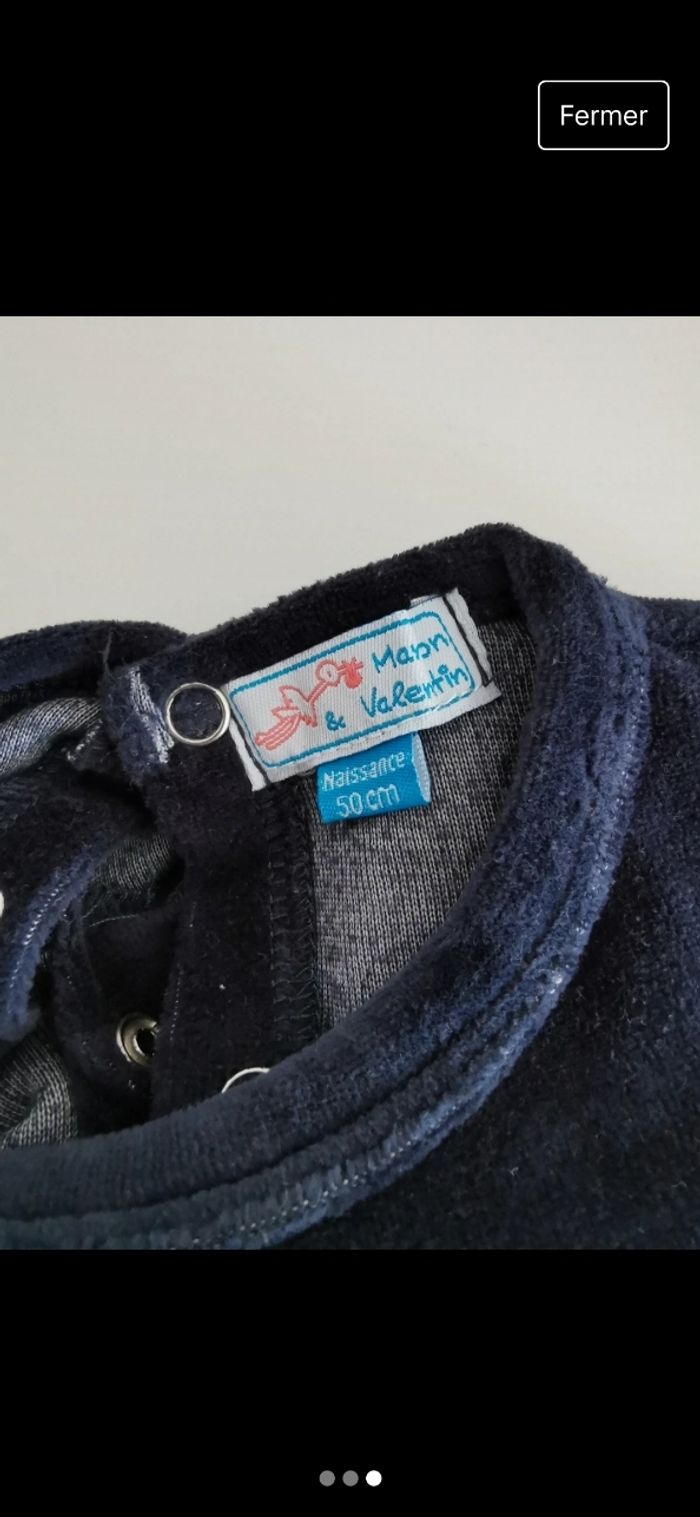 Fermer
Manon
& Valentin
Naissance
50 cm